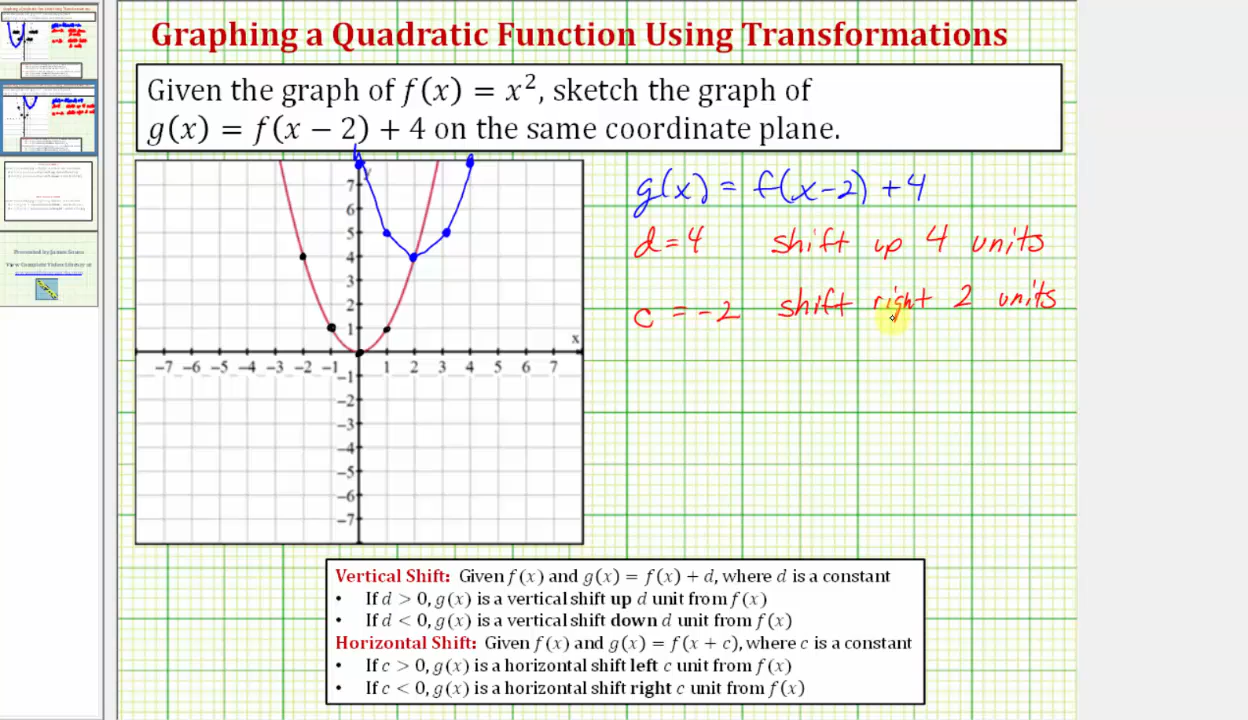 Graphing a Quadratic Function Using Transformations
Given the graph of f(x) = x², sketch the graph of
g(x) = f(x − 2) + 4 on the same coordinate plane.
g(x) = f(x-2) +4
d = 4 shift up 4 units
c = -2 shift right 2 units
y
7
6
5
4
3
2
1
x
-7 -6 -5 -4 -3 -2 -1 1 2 3 4 5 6 7
-1
-2
-3
-4
-5
-6
-7
Vertical Shift: Given f(x) and g(x) = f(x) + d, where d is a constant
• If d > 0, g(x) is a vertical shift up d unit from f(x)
• If d < 0, g(x) is a vertical shift down d unit from f(x)
Horizontal Shift: Given f(x) and g(x) = f(x + c), where c is a constant
• If c > 0, g(x) is a horizontal shift left c unit from f(x)
• If c < 0, g(x) is a horizontal shift right c unit from f(x)